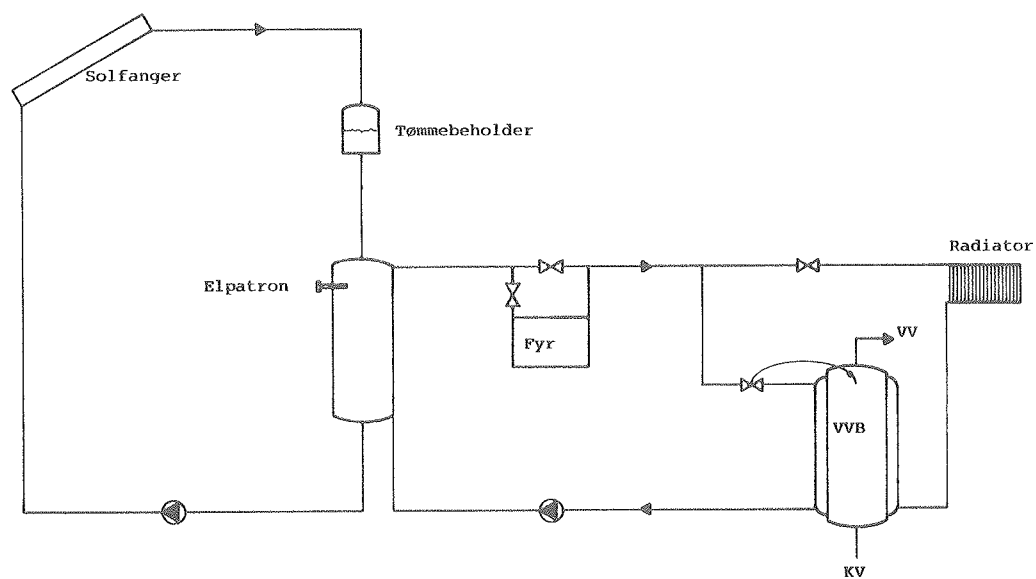 Solfanger
Tømmebeholder
Radiator
Elpatron
Fyr
VV
VVB
KV